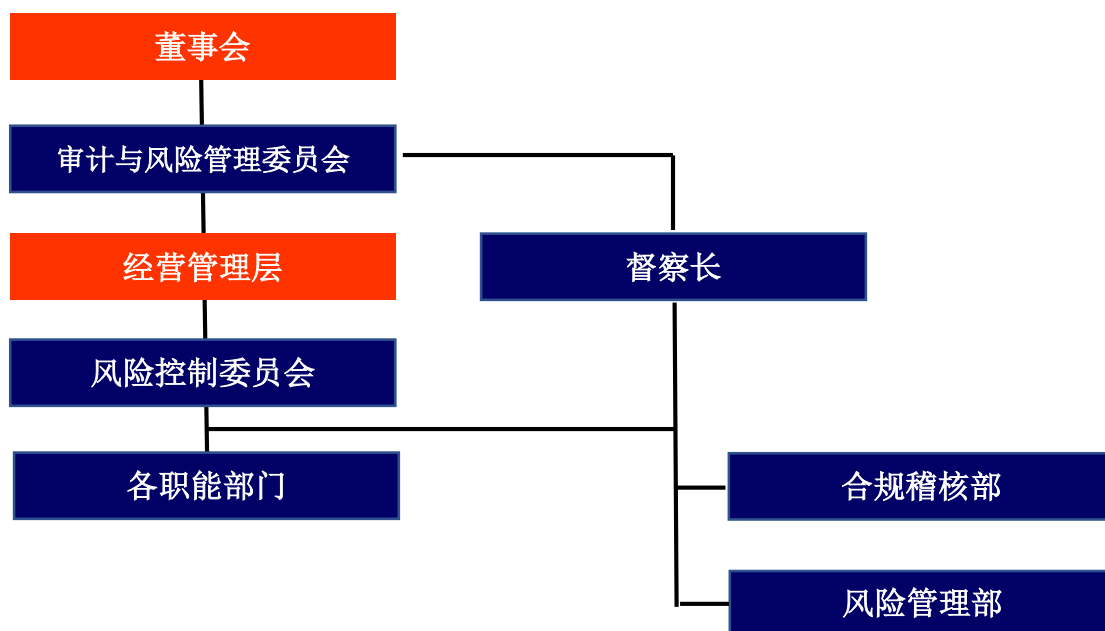 董事会
审计与风险管理委员会
经营管理层
督察长
风险控制委员会
各职能部门
合规稽核部
风险管理部